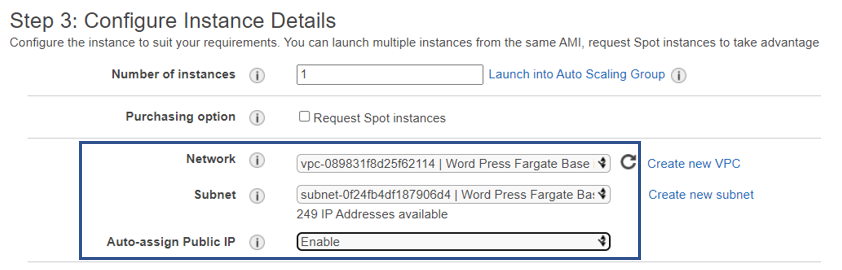 Step 3: Configure Instance Details
Configure the instance to suit your requirements. You can launch multiple instances from the same AMI, request Spot instances to take advantage
Number of instances i 1 Launch into Auto Scaling Group i
Purchasing option i Request Spot instances
Network i vpc-089831f8d25f62114 | Word Press Fargate Base Create new VPC
Subnet i subnet-0f24fb4df187906d4 | Word Press Fargate Ba Create new subnet
249 IP Addresses available
Auto-assign Public IP i Enable